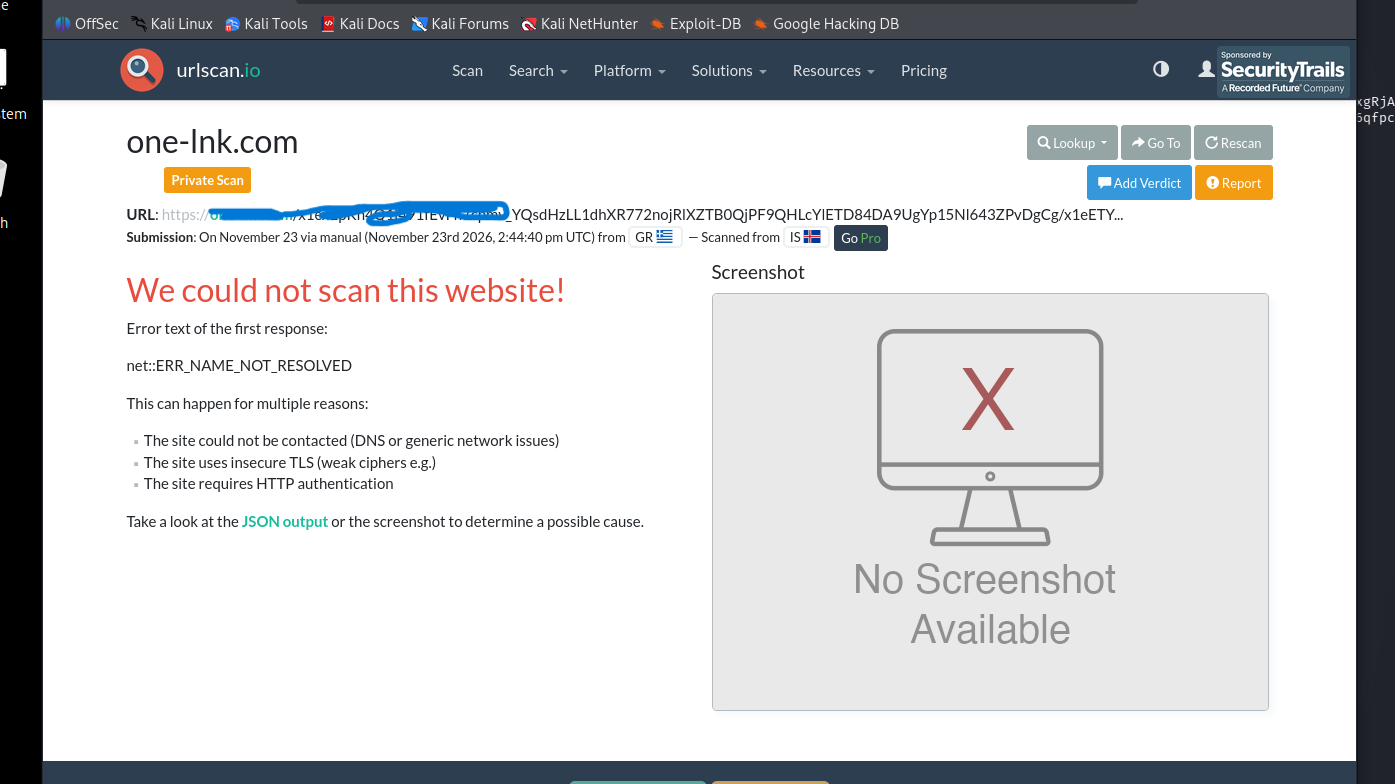 e
OffSec Kali Linux Kali Tools Kali Docs Kali Forums Kali NetHunter Exploit-DB Google Hacking DB
urlscan.io Scan Search Platform Solutions Resources Pricing
Sponsored by
SecurityTrails
A Recorded Future® Company
xgRjA
6qfpc
tem
h
one-lnk.com
Lookup Go To Rescan
Private Scan
Add Verdict Report
URL: https://
_YQsdHzLL1dhXR772nojRlXZTB0QjPF9QHLcYlETD84DA9UgYp15Nl643ZPvDgCg/x1eETY...
Submission: On November 23 via manual (November 23rd 2026, 2:44:40 pm UTC) from GR — Scanned from IS Go Pro
We could not scan this website!
Screenshot
Error text of the first response:
net::ERR_NAME_NOT_RESOLVED
This can happen for multiple reasons:
The site could not be contacted (DNS or generic network issues)
The site uses insecure TLS (weak ciphers e.g.)
The site requires HTTP authentication
Take a look at the JSON output or the screenshot to determine a possible cause.
X
No Screenshot
Available